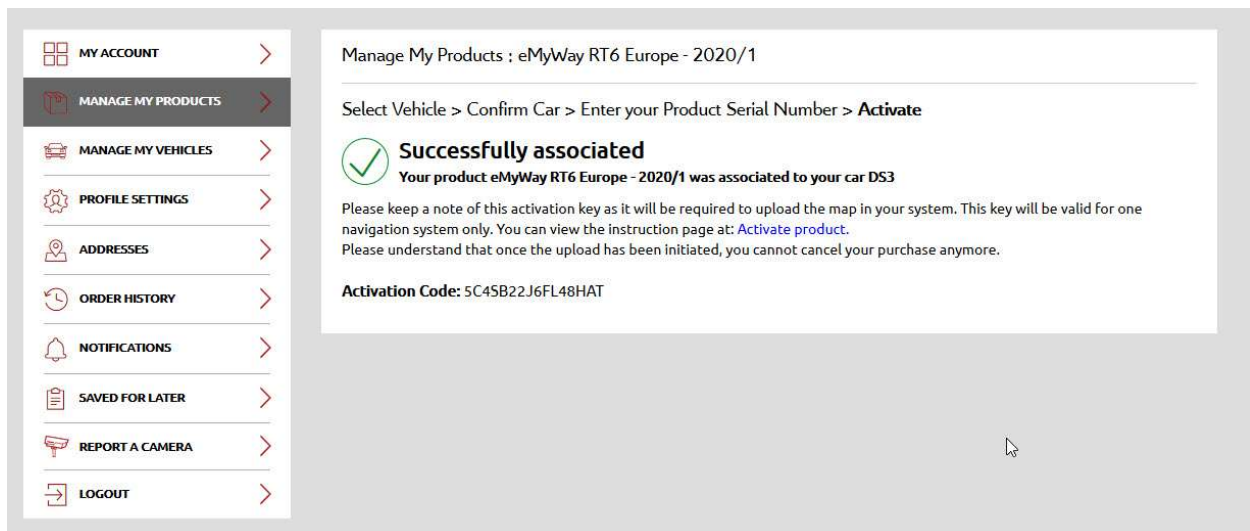 MY ACCOUNT
MANAGE MY PRODUCTS
MANAGE MY VEHICLES
PROFILE SETTINGS
ADDRESSES
ORDER HISTORY
NOTIFICATIONS
SAVED FOR LATER
REPORT A CAMERA
LOGOUT
Manage My Products : eMyWay RT6 Europe - 2020/1
Select Vehicle > Confirm Car > Enter your Product Serial Number > Activate
Successfully associated
Your product eMyWay RT6 Europe - 2020/1 was associated to your car DS3
Please keep a note of this activation key as it will be required to upload the map in your system. This key will be valid for one
navigation system only. You can view the instruction page at: Activate product.
Please understand that once the upload has been initiated, you cannot cancel your purchase anymore.
Activation Code: 5C4SB22J6FL48HAT